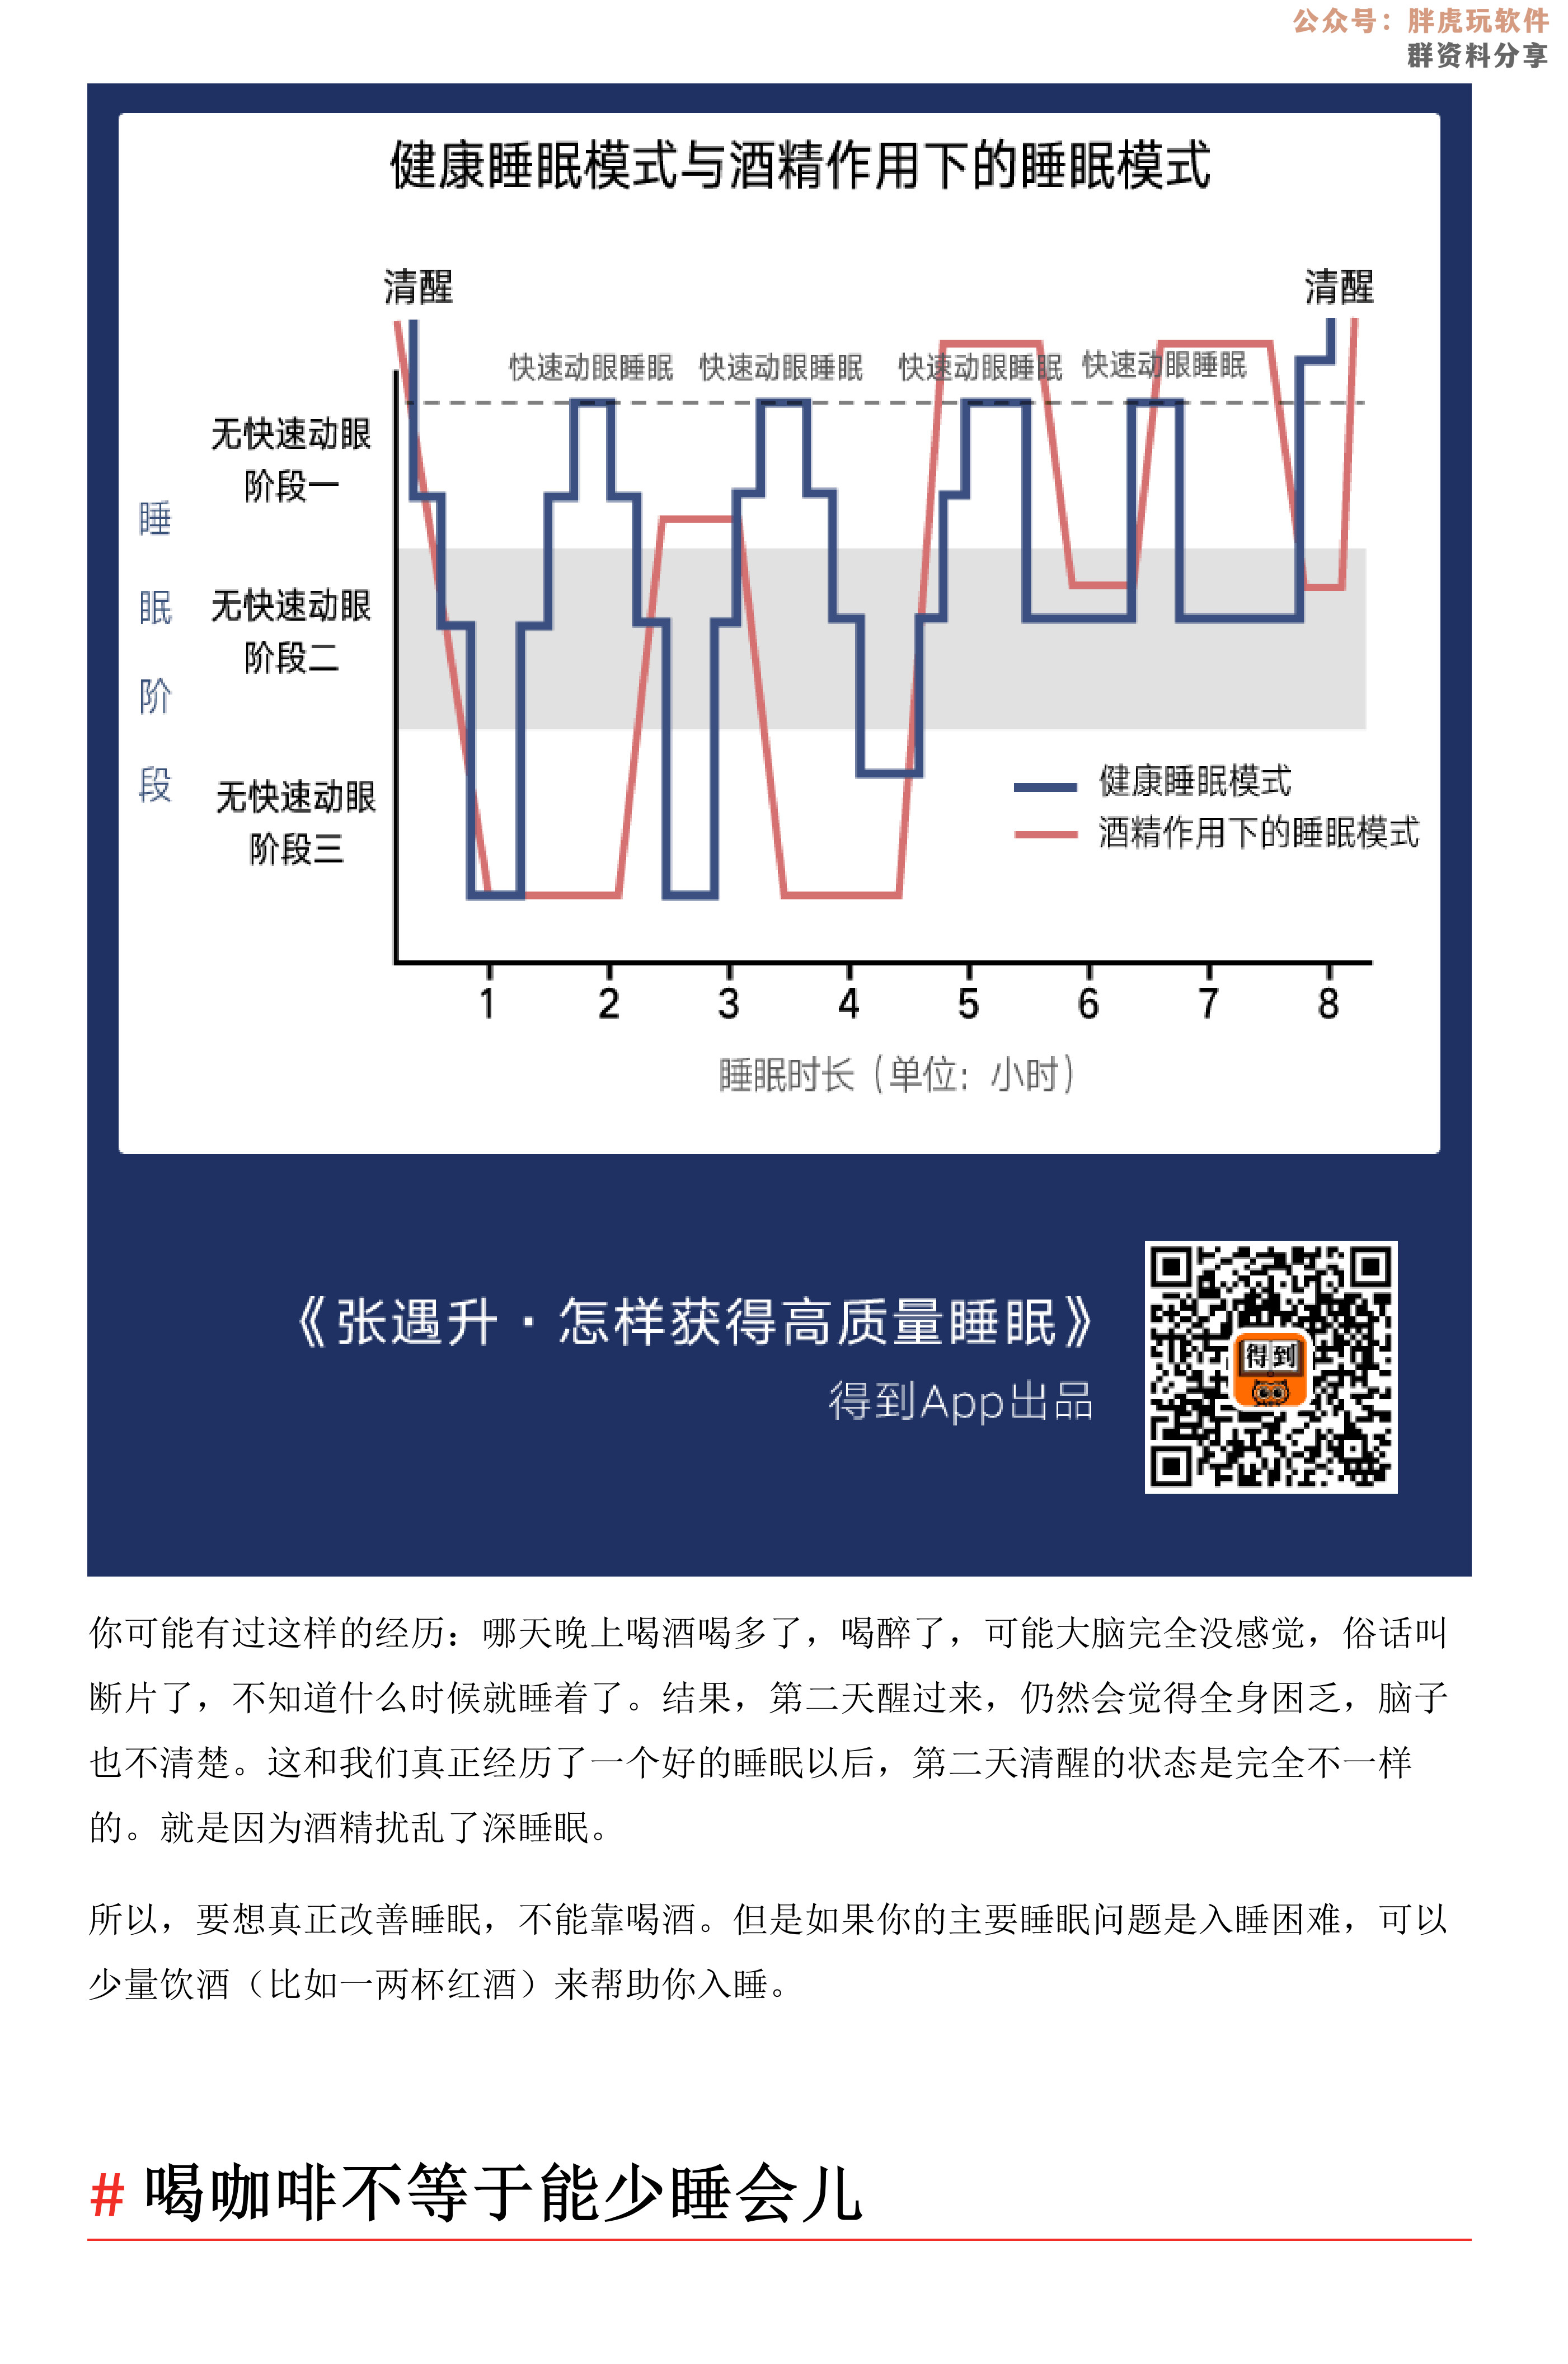 公众号：胖虎玩软件
群资料分享
健康睡眠模式与酒精作用下的睡眠模式
清醒
清醒
快速动眼睡眠 快速动眼睡眠 快速动眼睡眠 快速动眼睡眠
无快速动眼
阶段一
无快速动眼
阶段二
无快速动眼
阶段三
睡
眠
阶
段
健康睡眠模式
酒精作用下的睡眠模式
1 2 3 4 5 6 7 8
睡眠时长（单位：小时）
《张遇升·怎样获得高质量睡眠》
得到App出品
得到
你可能有过这样的经历：哪天晚上喝酒喝多了，喝醉了，可能大脑完全没感觉，俗话叫
断片了，不知道什么时候就睡着了。结果，第二天醒过来，仍然会觉得全身困乏，脑子
也不清楚。这和我们真正经历了一个好的睡眠以后，第二天清醒的状态是完全不一样
的。就是因为酒精扰乱了深睡眠。
所以，要想真正改善睡眠，不能靠喝酒。但是如果你的主要睡眠问题是入睡困难，可以
少量饮酒（比如一两杯红酒）来帮助你入睡。
# 喝咖啡不等于能少睡会儿